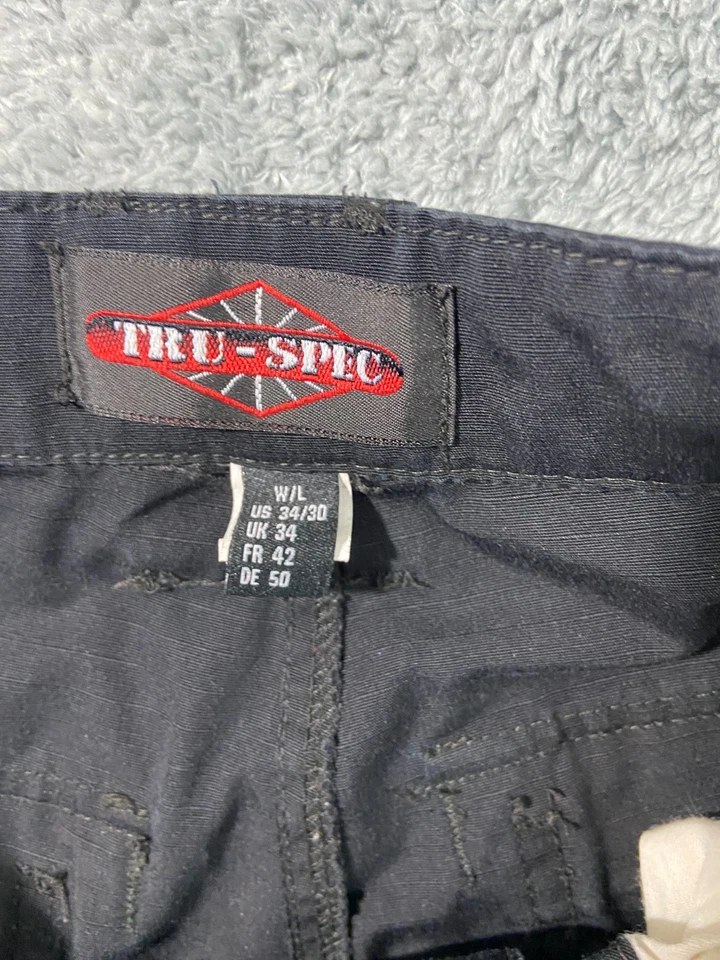 TRU-SPEC
W/L
US 34/30
UK 34
FR 42
DE 50